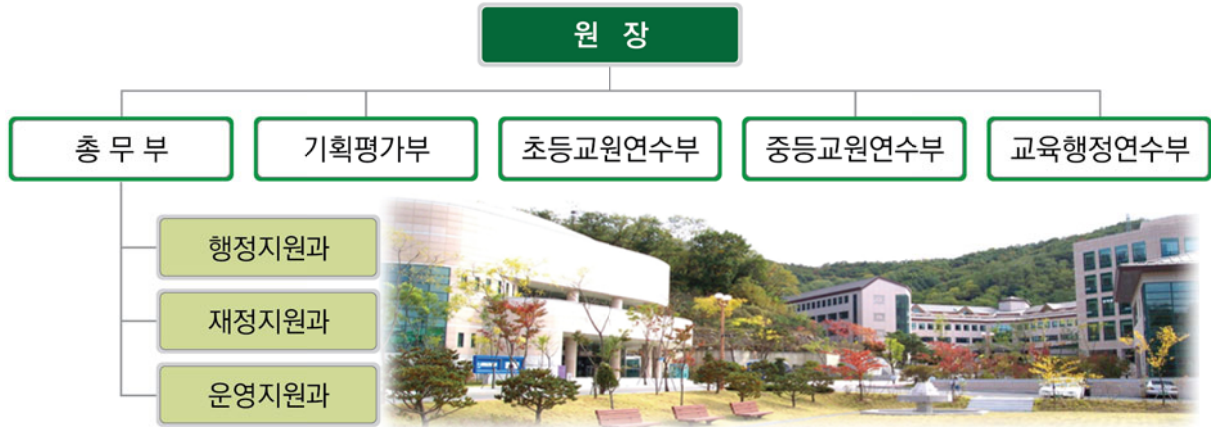 원 장
총 무 부
기획평가부
초등교원연수부
중등교원연수부
교육행정연수부
행정지원과
재정지원과
운영지원과